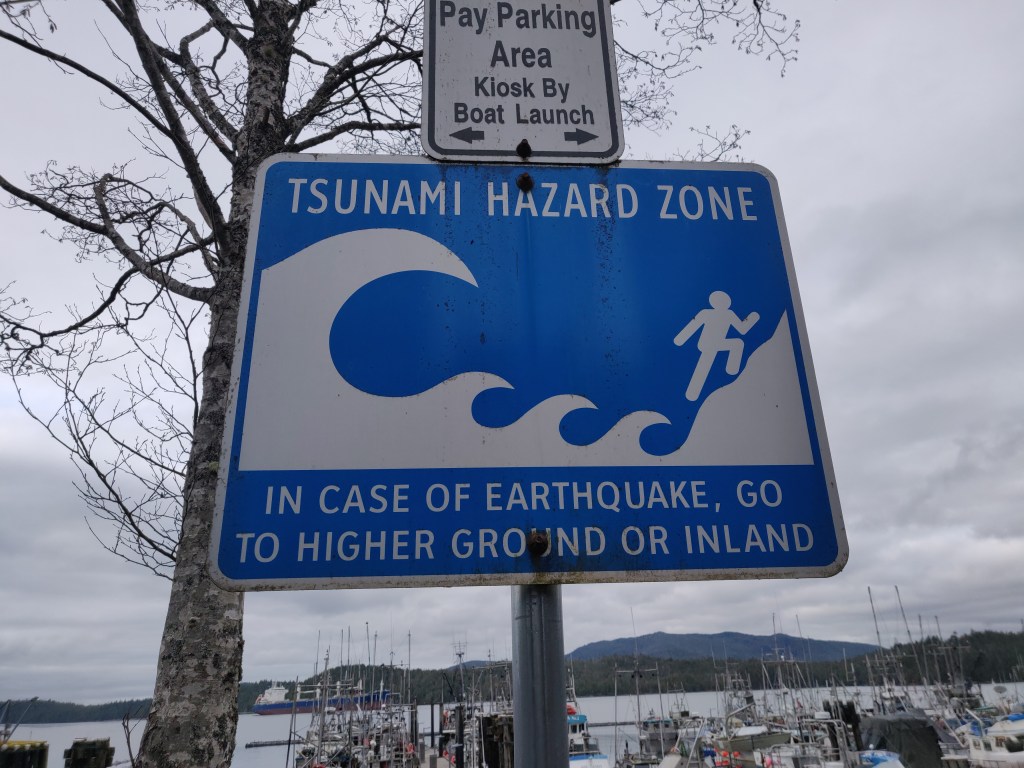 Pay Parking
Area
Kiosk By
Boat Launch
TSUNAMI HAZARD ZONE
IN CASE OF EARTHQUAKE, GO
TO HIGHER GROUND OR INLAND